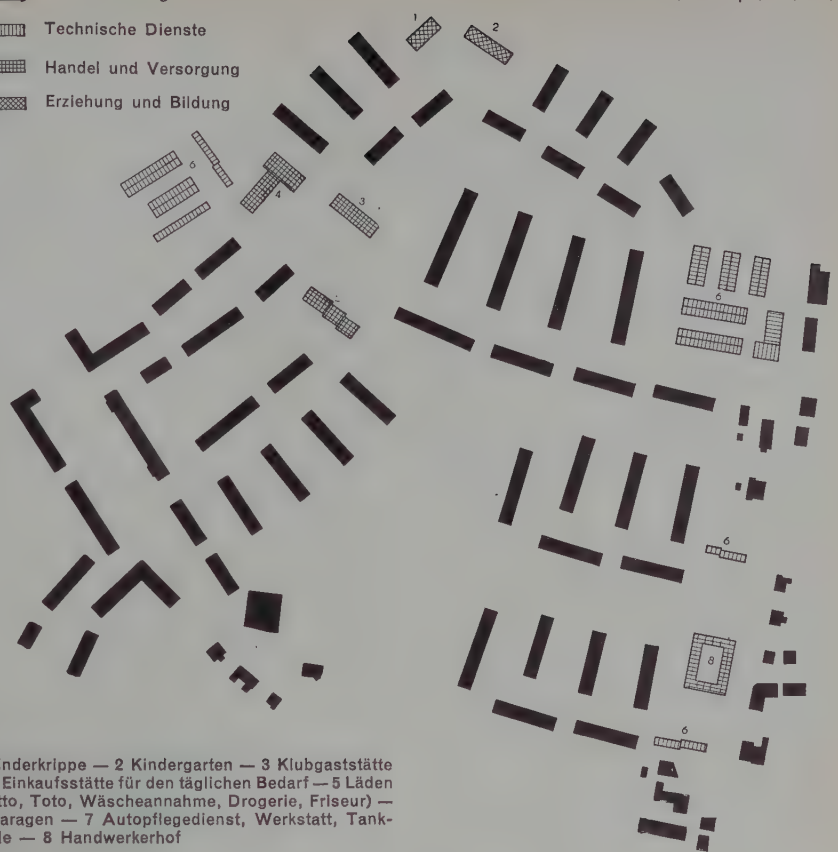 Technische Dienste
Handel und Versorgung
Erziehung und Bildung
1
2
6
4
3
6
6
8
6
nderkrippe — 2 Kindergarten — 3 Klubgaststätte
Einkaufsstätte für den täglichen Bedarf — 5 Läden
tto, Toto, Wäscheannahme, Drogerie, Friseur) —
aragen — 7 Autopflegedienst, Werkstatt, Tank-
le — 8 Handwerkerhof